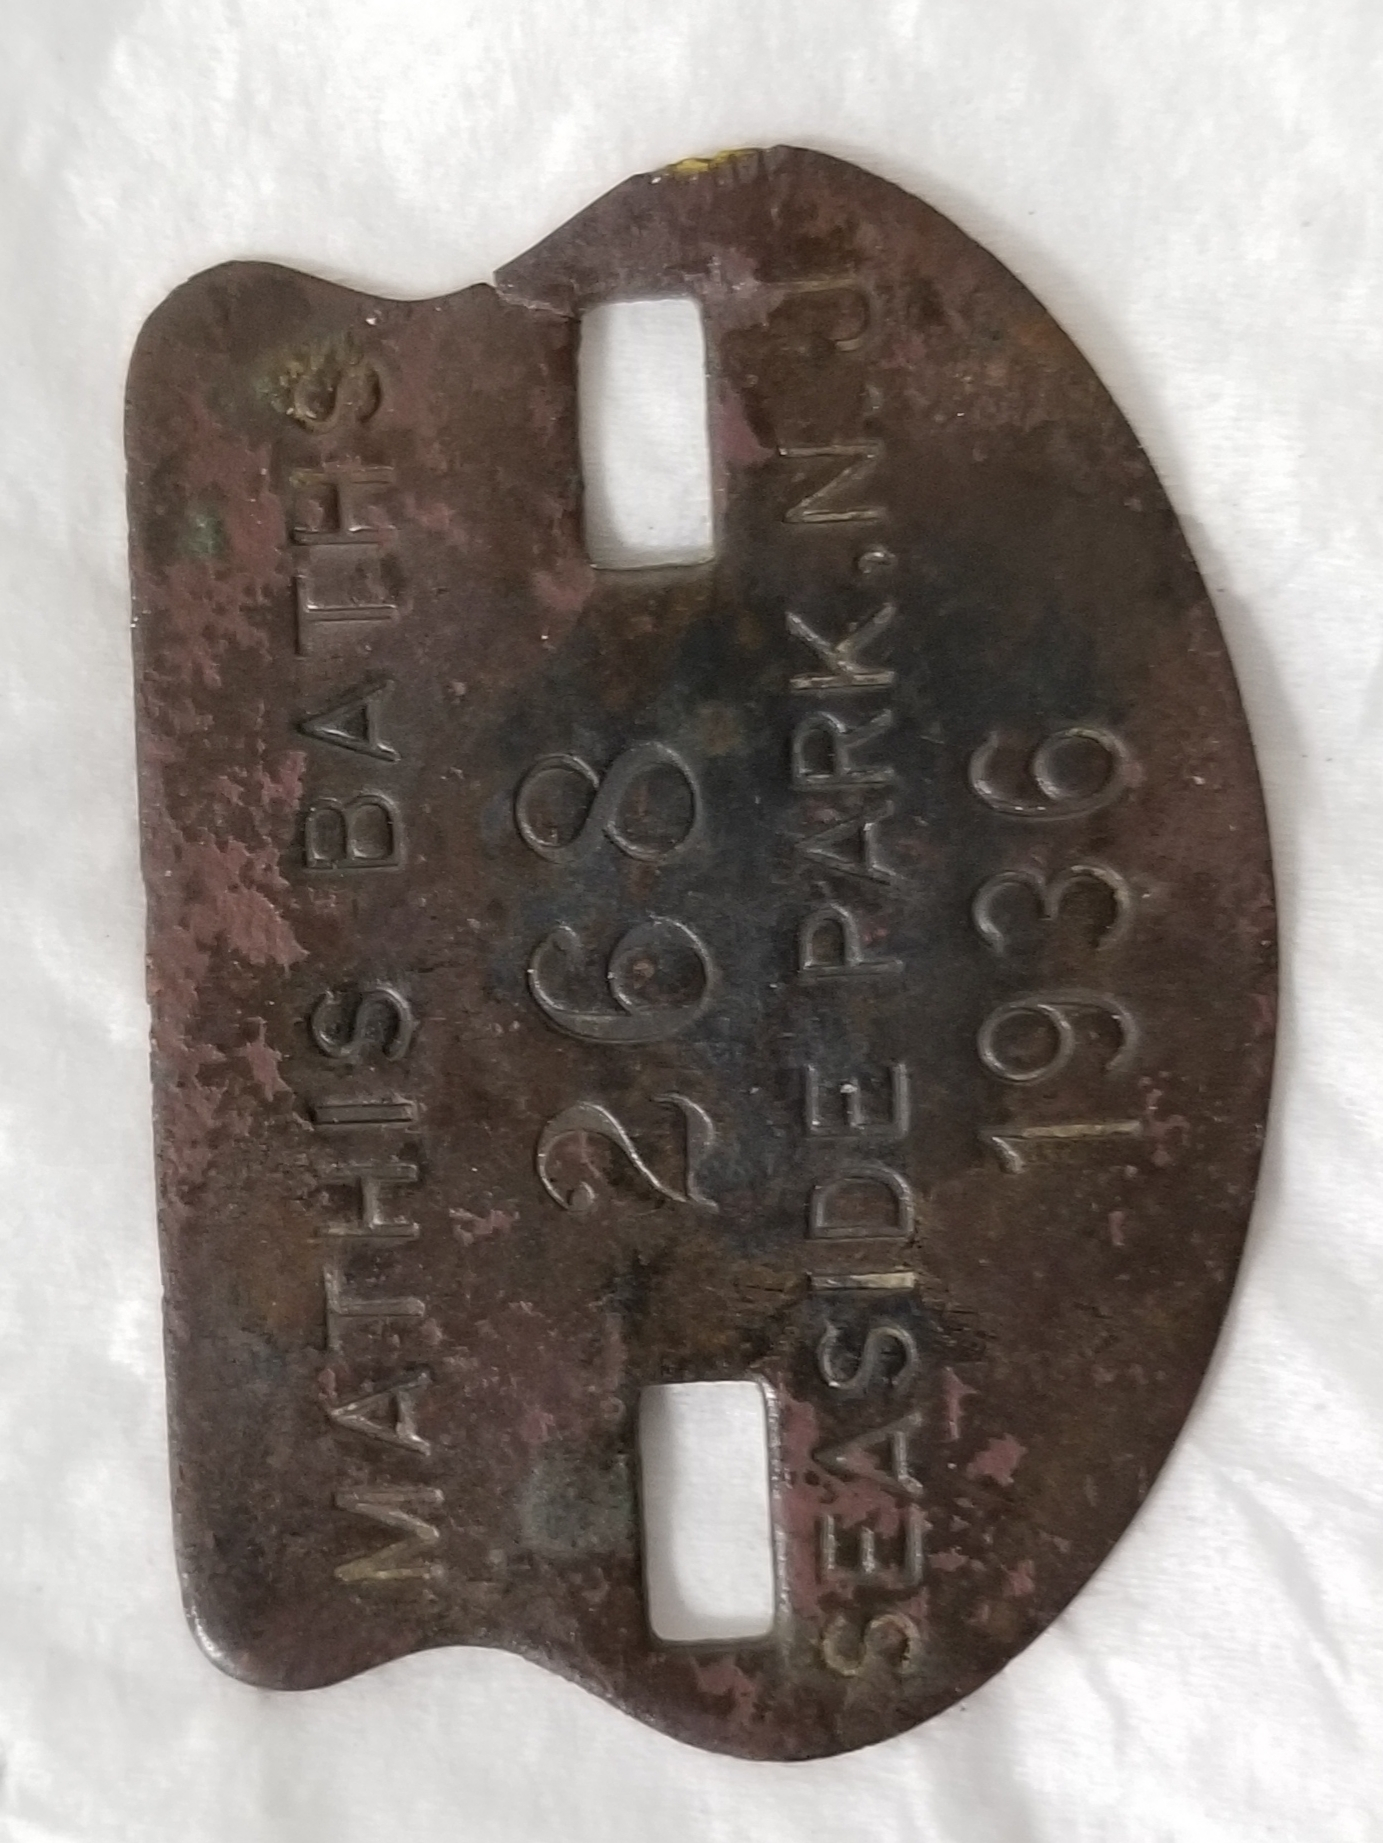 MATHIS BATHS
268
SEASIDE PARK, N.J
1936